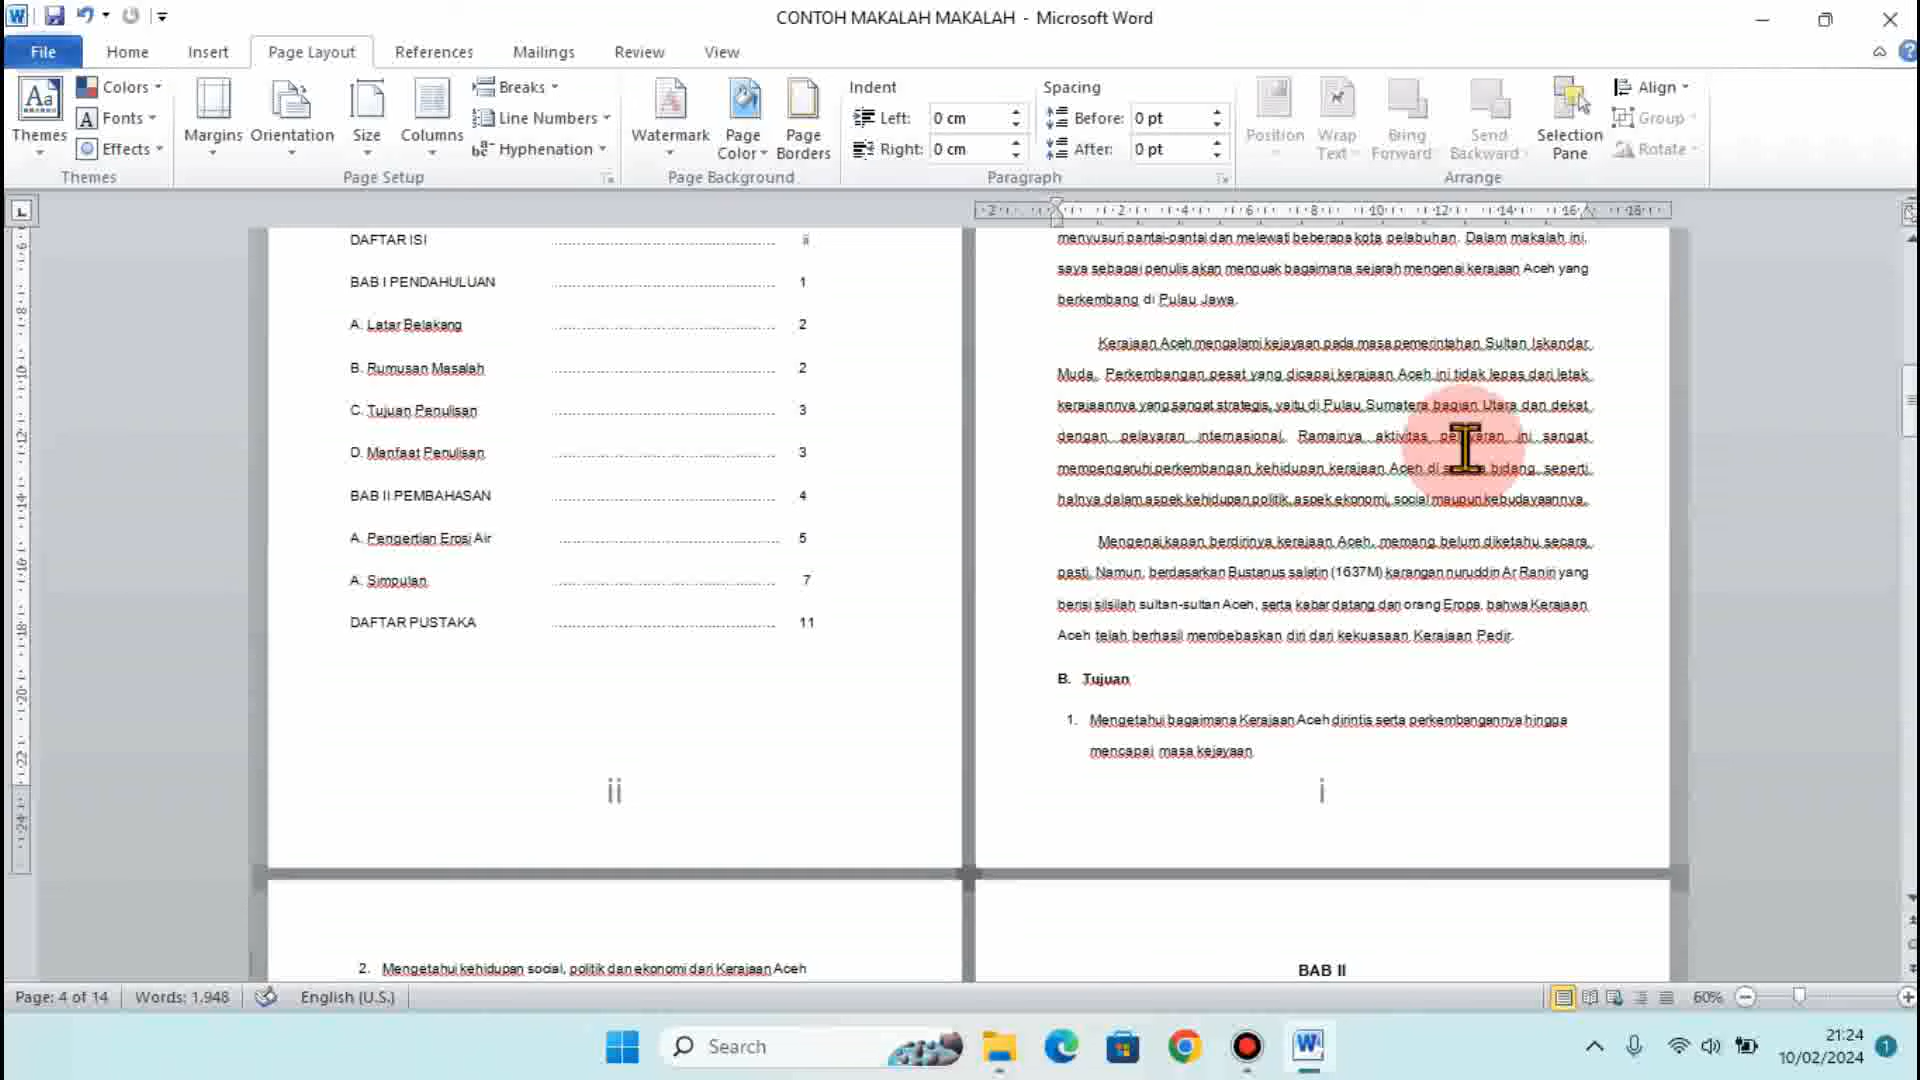 CONTOH MAKALAH MAKALAH - Microsoft Word
File Home Insert Page Layout References Mailings Review View
Themes Colors Fonts Effects
Margins Orientation Size Columns Breaks Line Numbers Hyphenation
Watermark Page Color Page Borders
Indent Left: 0 cm Right: 0 cm
Spacing Before: 0 pt After: 0 pt
Position Wrap Text Bring Forward Send Backward Selection Pane Align Group Rotate
Themes Page Setup Page Background Paragraph Arrange
DAFTAR ISI ii
BAB I PENDAHULUAN 1
A. Latar Belakang 2
B. Rumusan Masalah 2
C. Tujuan Penulisan 3
D. Manfaat Penulisan 3
BAB II PEMBAHASAN 4
A. Pengertian Erosi Air 5
A. Simpulan 7
DAFTAR PUSTAKA 11
ii
menyusuri pantai-pantai dan melewati beberapa kota pelabuhan. Dalam makalah ini,
saya sebagai penulis akan menguak bagaimana sejarah mengenai kerajaan Aceh yang
berkembang di Pulau Jawa.
Kerajaan Aceh mengalami kejayaan pada masa pemerintahan Sultan Iskandar
Muda. Perkembangan pesat yang dicapai kerajaan Aceh ini tidak lepas dari letak
kerajaannya yang sangat strategis, yaitu di Pulau Sumatera bagian Utara dan dekat
dengan pelayaran internasional. Ramainya aktivitas pelayaran ini sangat
mempengaruhi perkembangan kehidupan kerajaan Aceh di segala bidang, seperti
halnya dalam aspek kehidupan politik, aspek ekonomi, social maupun kebudayaannya.
Mengenai kapan berdirinya kerajaan Aceh, memang belum diketahu secara
pasti. Namun, berdasarkan Bustanus salatin (1637M) karangan nuruddin Ar Raniri yang
berisi silsilah sultan-sultan Aceh, serta kabar datang dari orang Eropa, bahwa Kerajaan
Aceh telah berhasil membebaskan diri dari kekuasaan Kerajaan Pedir.
B. Tujuan
1. Mengetahui bagaimana Kerajaan Aceh dirintis serta perkembangannya hingga
mencapai masa kejayaan
i
2. Mengetahui kehidupan social, politik dan ekonomi dari Kerajaan Aceh
BAB II
Page: 4 of 14 Words: 1.948 English (U.S.) 60%
Search
21:24
10/02/2024
1